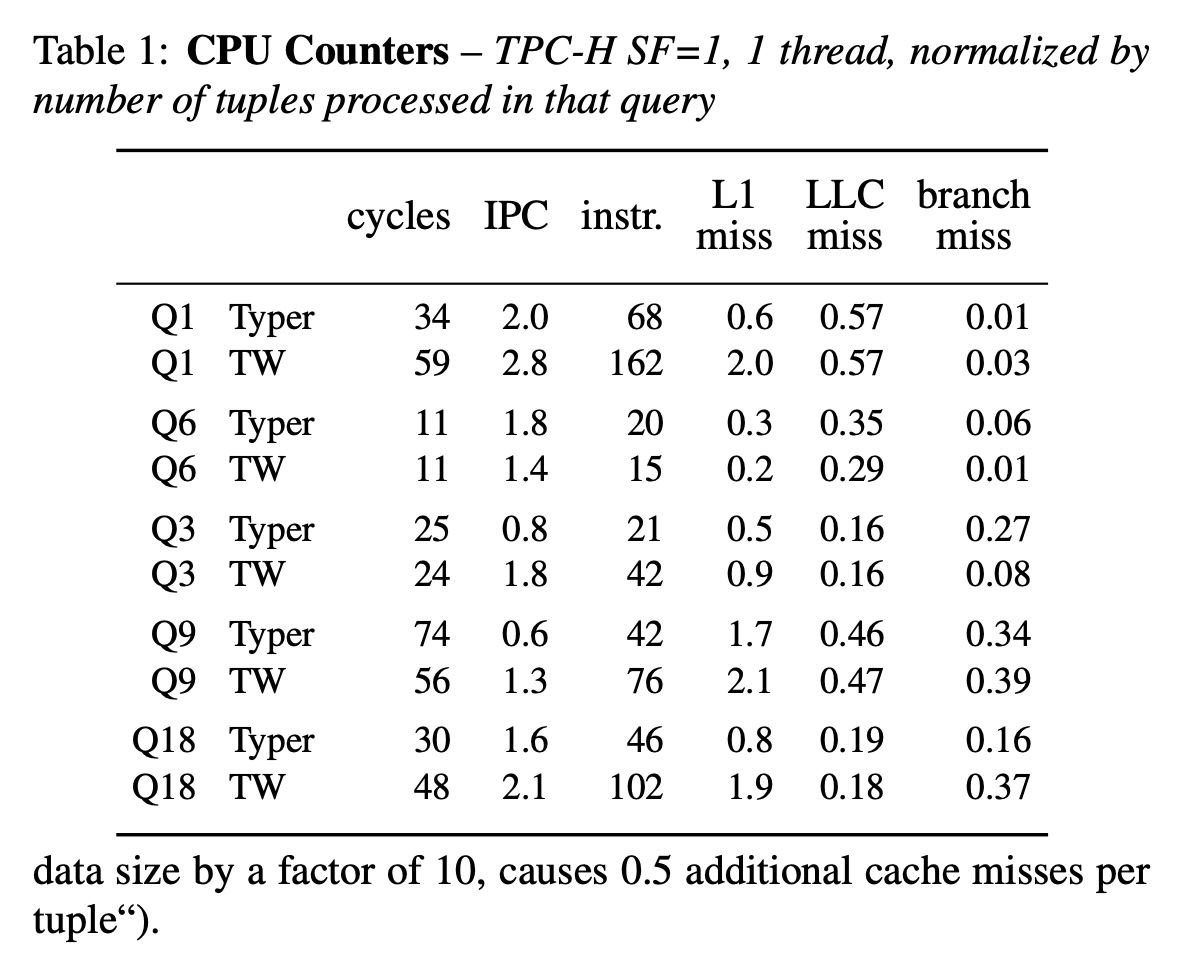 Table 1: CPU Counters – TPC-H SF=1, 1 thread, normalized by
number of tuples processed in that query
cycles IPC instr. L1 miss LLC miss branch miss
Q1 Typer 34 2.0 68 0.6 0.57 0.01
Q1 TW 59 2.8 162 2.0 0.57 0.03
Q6 Typer 11 1.8 20 0.3 0.35 0.06
Q6 TW 11 1.4 15 0.2 0.29 0.01
Q3 Typer 25 0.8 21 0.5 0.16 0.27
Q3 TW 24 1.8 42 0.9 0.16 0.08
Q9 Typer 74 0.6 42 1.7 0.46 0.34
Q9 TW 56 1.3 76 2.1 0.47 0.39
Q18 Typer 30 1.6 46 0.8 0.19 0.16
Q18 TW 48 2.1 102 1.9 0.18 0.37
data size by a factor of 10, causes 0.5 additional cache misses per
tuple“).